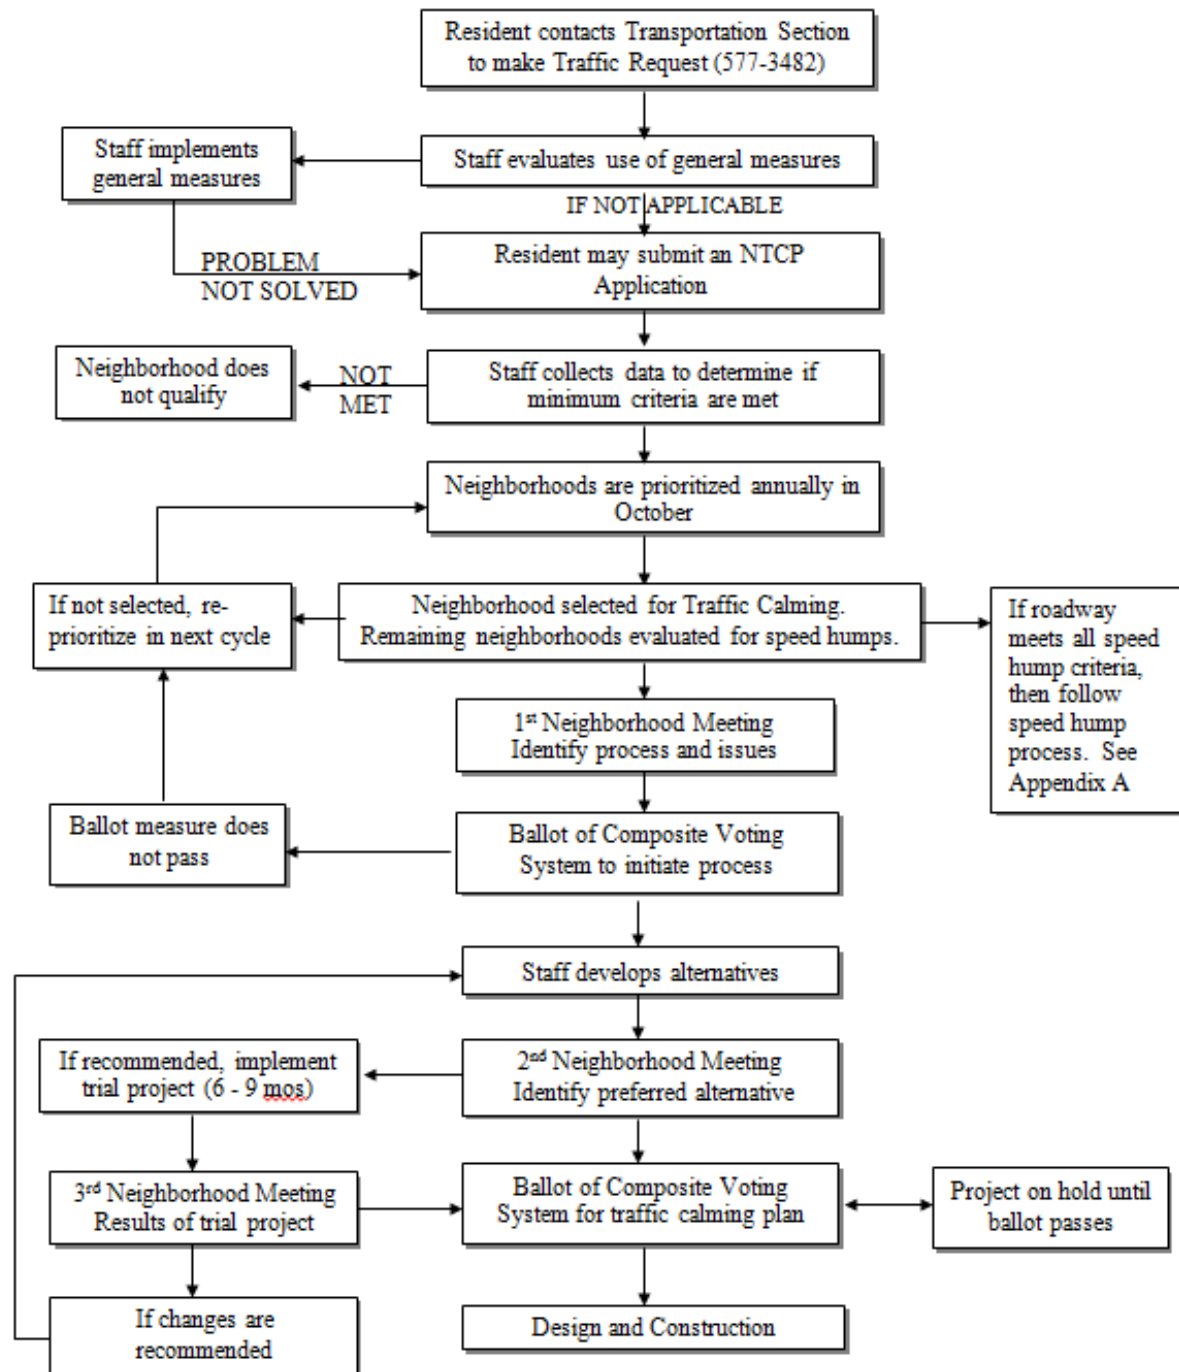 Resident contacts Transportation Section
to make Traffic Request (577-3482)
Staff implements
general measures
Staff evaluates use of general measures
IF NOT APPLICABLE
PROBLEM
NOT SOLVED
Resident may submit an NTCP
Application
Neighborhood does
not qualify
NOT
MET
Staff collects data to determine if
minimum criteria are met
Neighborhoods are prioritized annually in
October
If not selected, re-
prioritize in next cycle
Neighborhood selected for Traffic Calming.
Remaining neighborhoods evaluated for speed humps.
If roadway
meets all speed
hump criteria,
then follow
speed hump
process. See
Appendix A
1st Neighborhood Meeting
Identify process and issues
Ballot measure does
not pass
Ballot of Composite Voting
System to initiate process
Staff develops alternatives
If recommended, implement
trial project (6 - 9 mos)
2nd Neighborhood Meeting
Identify preferred alternative
3rd Neighborhood Meeting
Results of trial project
Ballot of Composite Voting
System for traffic calming plan
Project on hold until
ballot passes
If changes are
recommended
Design and Construction